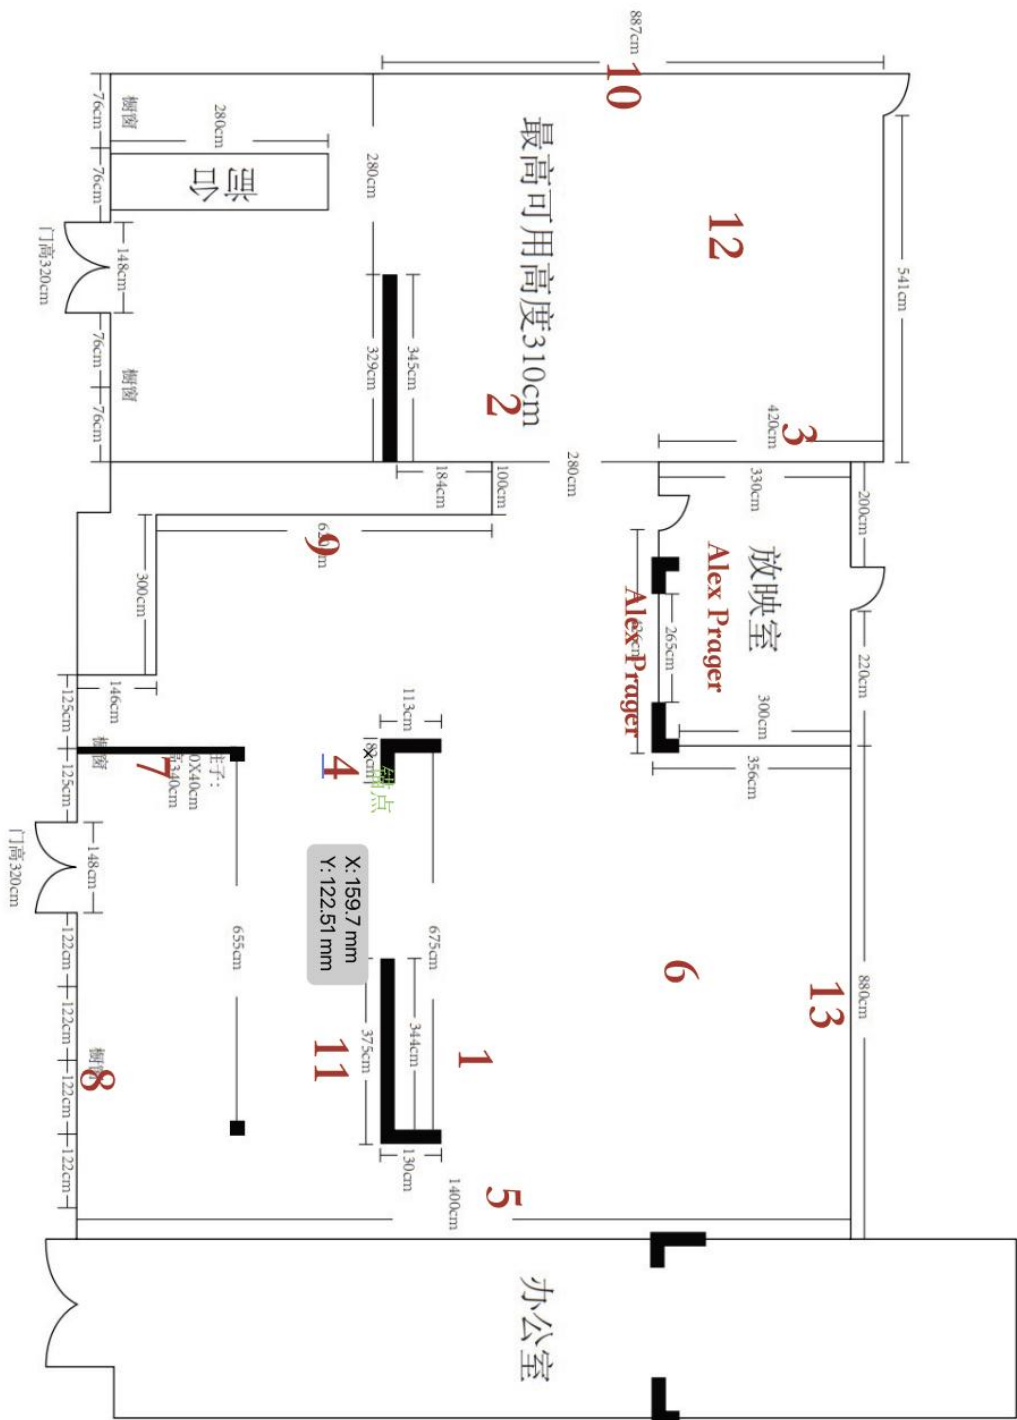 887cm
10
76cm
橱窗
280cm
280cm
最高可用高度310cm
76cm
前台
12
541cm
148cm
门高320cm
345cm
329cm
76cm
橱窗
2
76cm
3
420cm
280cm
184cm
100cm
330cm
200cm
9
放映室
Alex Prager
Alex Prager
300cm
265cm
220cm
146cm
125cm
113cm
300cm
356cm
7
4
锚点
125cm
148cm
门高320cm
X: 159.7 mm
Y: 122.51 mm
655cm
675cm
122cm
6
13
880cm
122cm
11
375cm
344cm
1
橱窗
8
122cm
122cm
130cm
1400cm
5
办公室